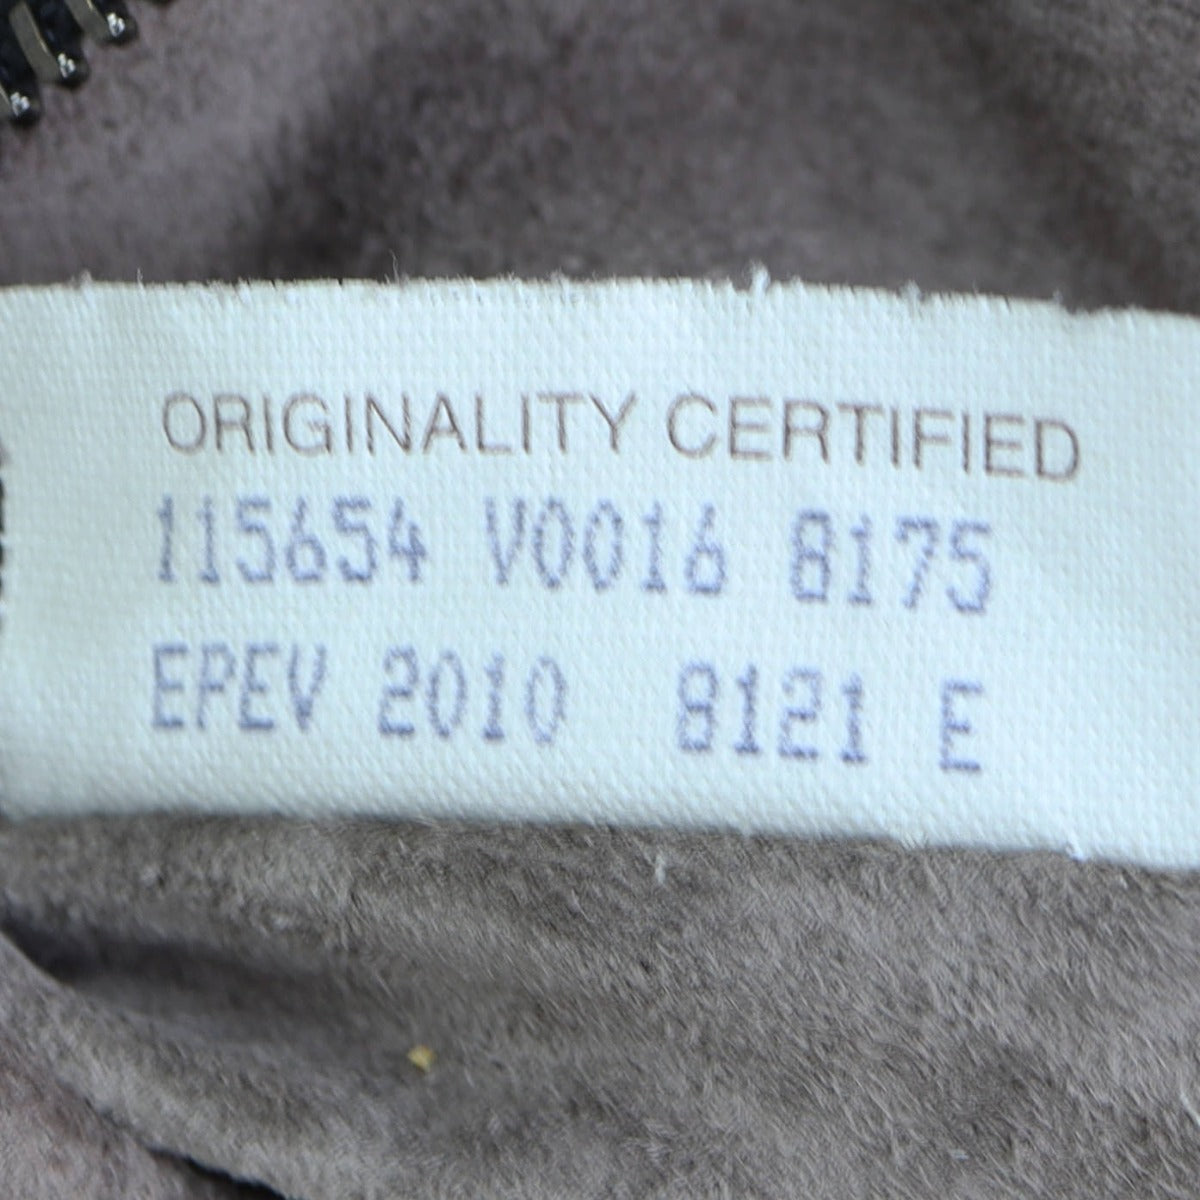 ORIGINALITY CERTIFIED
115654 V0016 8175
EPEV 2010 8121 E